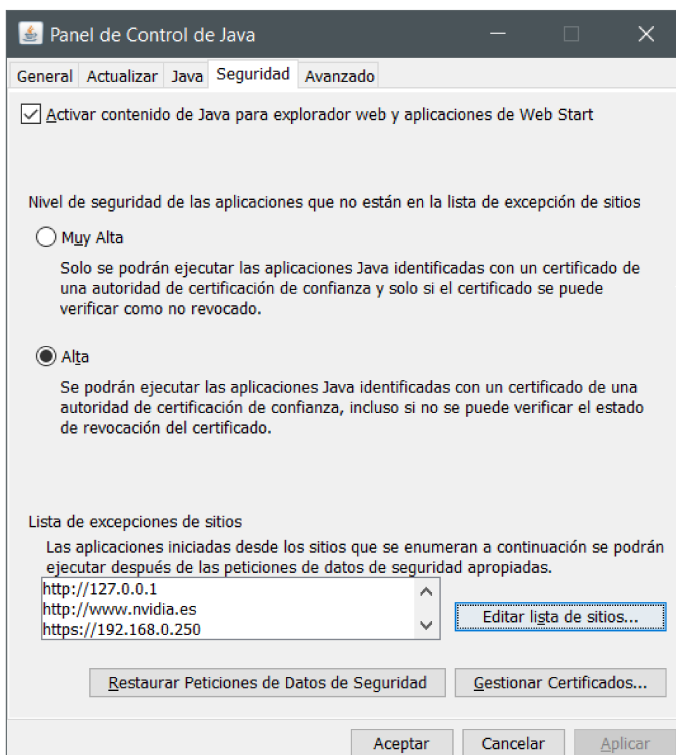 Panel de Control de Java
General Actualizar Java Seguridad Avanzado
Activar contenido de Java para explorador web y aplicaciones de Web Start
Nivel de seguridad de las aplicaciones que no están en la lista de excepción de sitios
Muy Alta
Solo se podrán ejecutar las aplicaciones Java identificadas con un certificado de
una autoridad de certificación de confianza y solo si el certificado se puede
verificar como no revocado.
Alta
Se podrán ejecutar las aplicaciones Java identificadas con un certificado de una
autoridad de certificación de confianza, incluso si no se puede verificar el estado
de revocación del certificado.
Lista de excepciones de sitios
Las aplicaciones iniciadas desde los sitios que se enumeran a continuación se podrán
ejecutar después de las peticiones de datos de seguridad apropiadas.
http://127.0.0.1
http://www.nvidia.es
https://192.168.0.250
Editar lista de sitios...
Restaurar Peticiones de Datos de Seguridad
Gestionar Certificados...
Aceptar
Cancelar
Aplicar